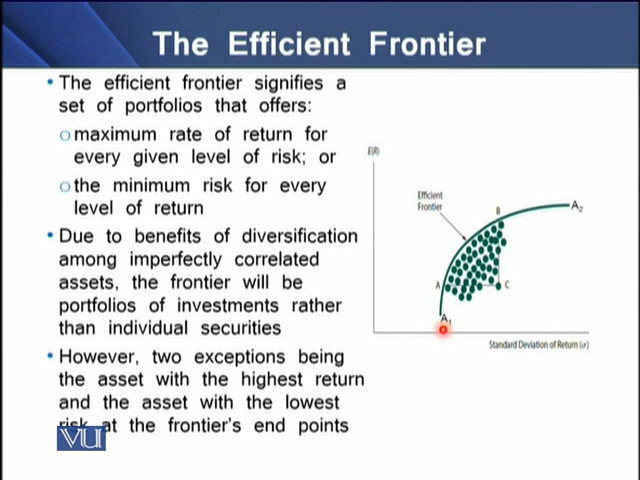 The Efficient Frontier
• The efficient frontier signifies a
set of portfolios that offers:
o maximum rate of return for
every given level of risk; or
o the minimum risk for every
level of return
• Due to benefits of diversification
among imperfectly correlated
assets, the frontier will be
portfolios of investments rather
than individual securities
• However, two exceptions being
the asset with the highest return
and the asset with the lowest
risk at the frontier's end points
VU
E(R)
Efficient
Frontier
B
A₂
A
C
A₁
Standard Deviation of Return (σ)